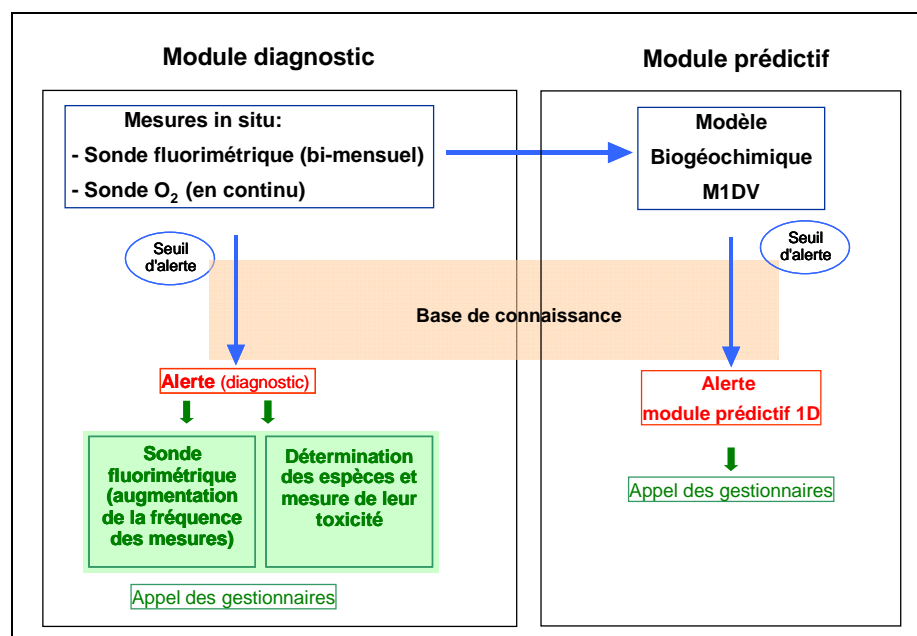 Module diagnostic
Mesures in situ:
- Sonde fluorimétrique (bi-mensuel)
- Sonde O₂ (en continu)
Seuil
d'alerte
Base de connaissance
Alerte (diagnostic)
Sonde
fluorimétrique
(augmentation
de la fréquence
des mesures)
Détermination
des espèces et
mesure de leur
toxicité
Appel des gestionnaires
Module prédictif
Modèle
Biogéochimique
M1DV
Seuil
d'alerte
Alerte
module prédictif 1D
Appel des gestionnaires